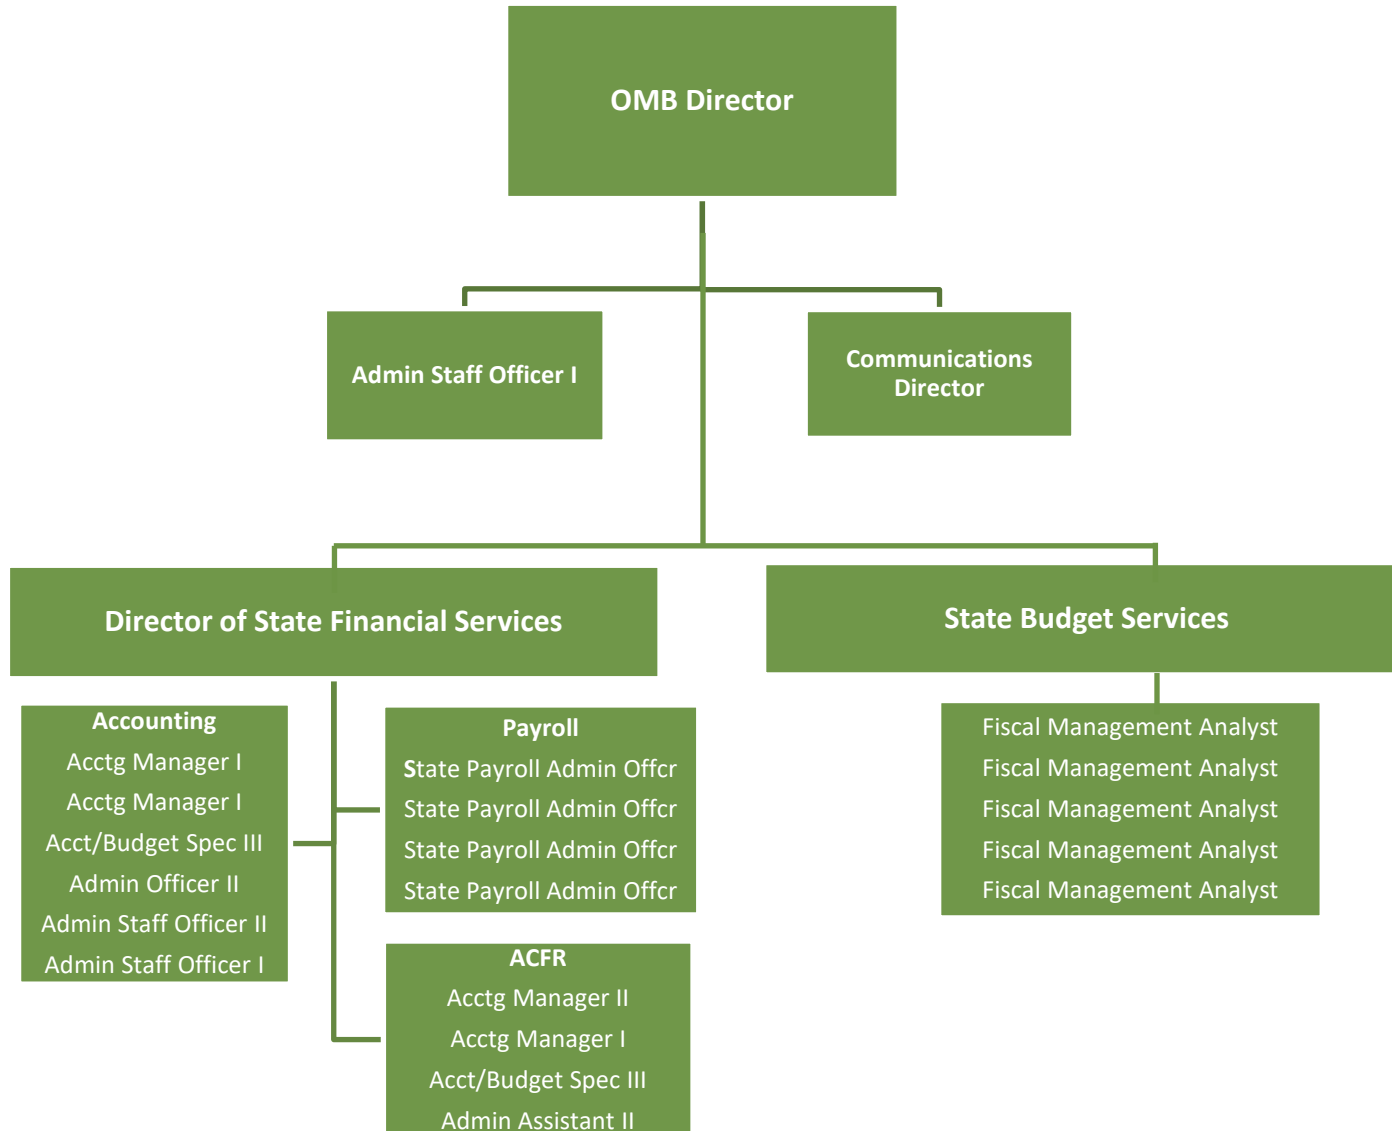 OMB Director
Admin Staff Officer I
Communications
Director
Director of State Financial Services
State Budget Services
Accounting
Acctg Manager I
Acctg Manager I
Acct/Budget Spec III
Admin Officer II
Admin Staff Officer II
Admin Staff Officer I
Payroll
State Payroll Admin Offcr
State Payroll Admin Offcr
State Payroll Admin Offcr
State Payroll Admin Offcr
ACFR
Acctg Manager II
Acctg Manager I
Acct/Budget Spec III
Admin Assistant II
Fiscal Management Analyst
Fiscal Management Analyst
Fiscal Management Analyst
Fiscal Management Analyst
Fiscal Management Analyst